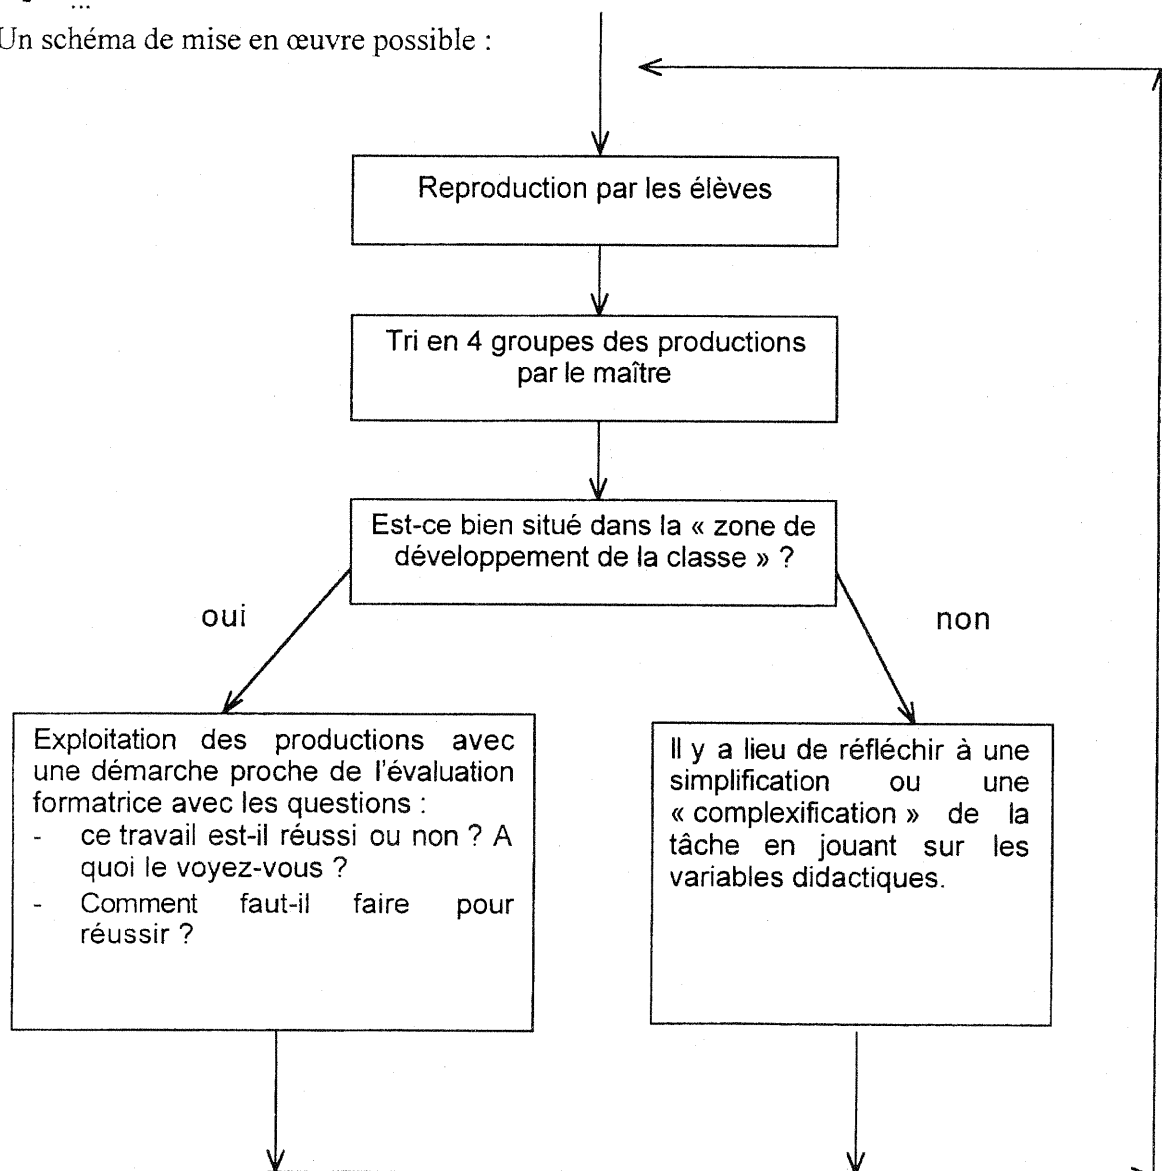 ...
Un schéma de mise en œuvre possible :
Reproduction par les élèves
Tri en 4 groupes des productions
par le maître
Est-ce bien situé dans la « zone de
développement de la classe » ?
oui
non
Exploitation des productions avec
une démarche proche de l'évaluation
formatrice avec les questions :
- ce travail est-il réussi ou non ? A
quoi le voyez-vous ?
- Comment faut-il faire pour
réussir ?
Il y a lieu de réfléchir à une
simplification ou une
« complexification » de la
tâche en jouant sur les
variables didactiques.